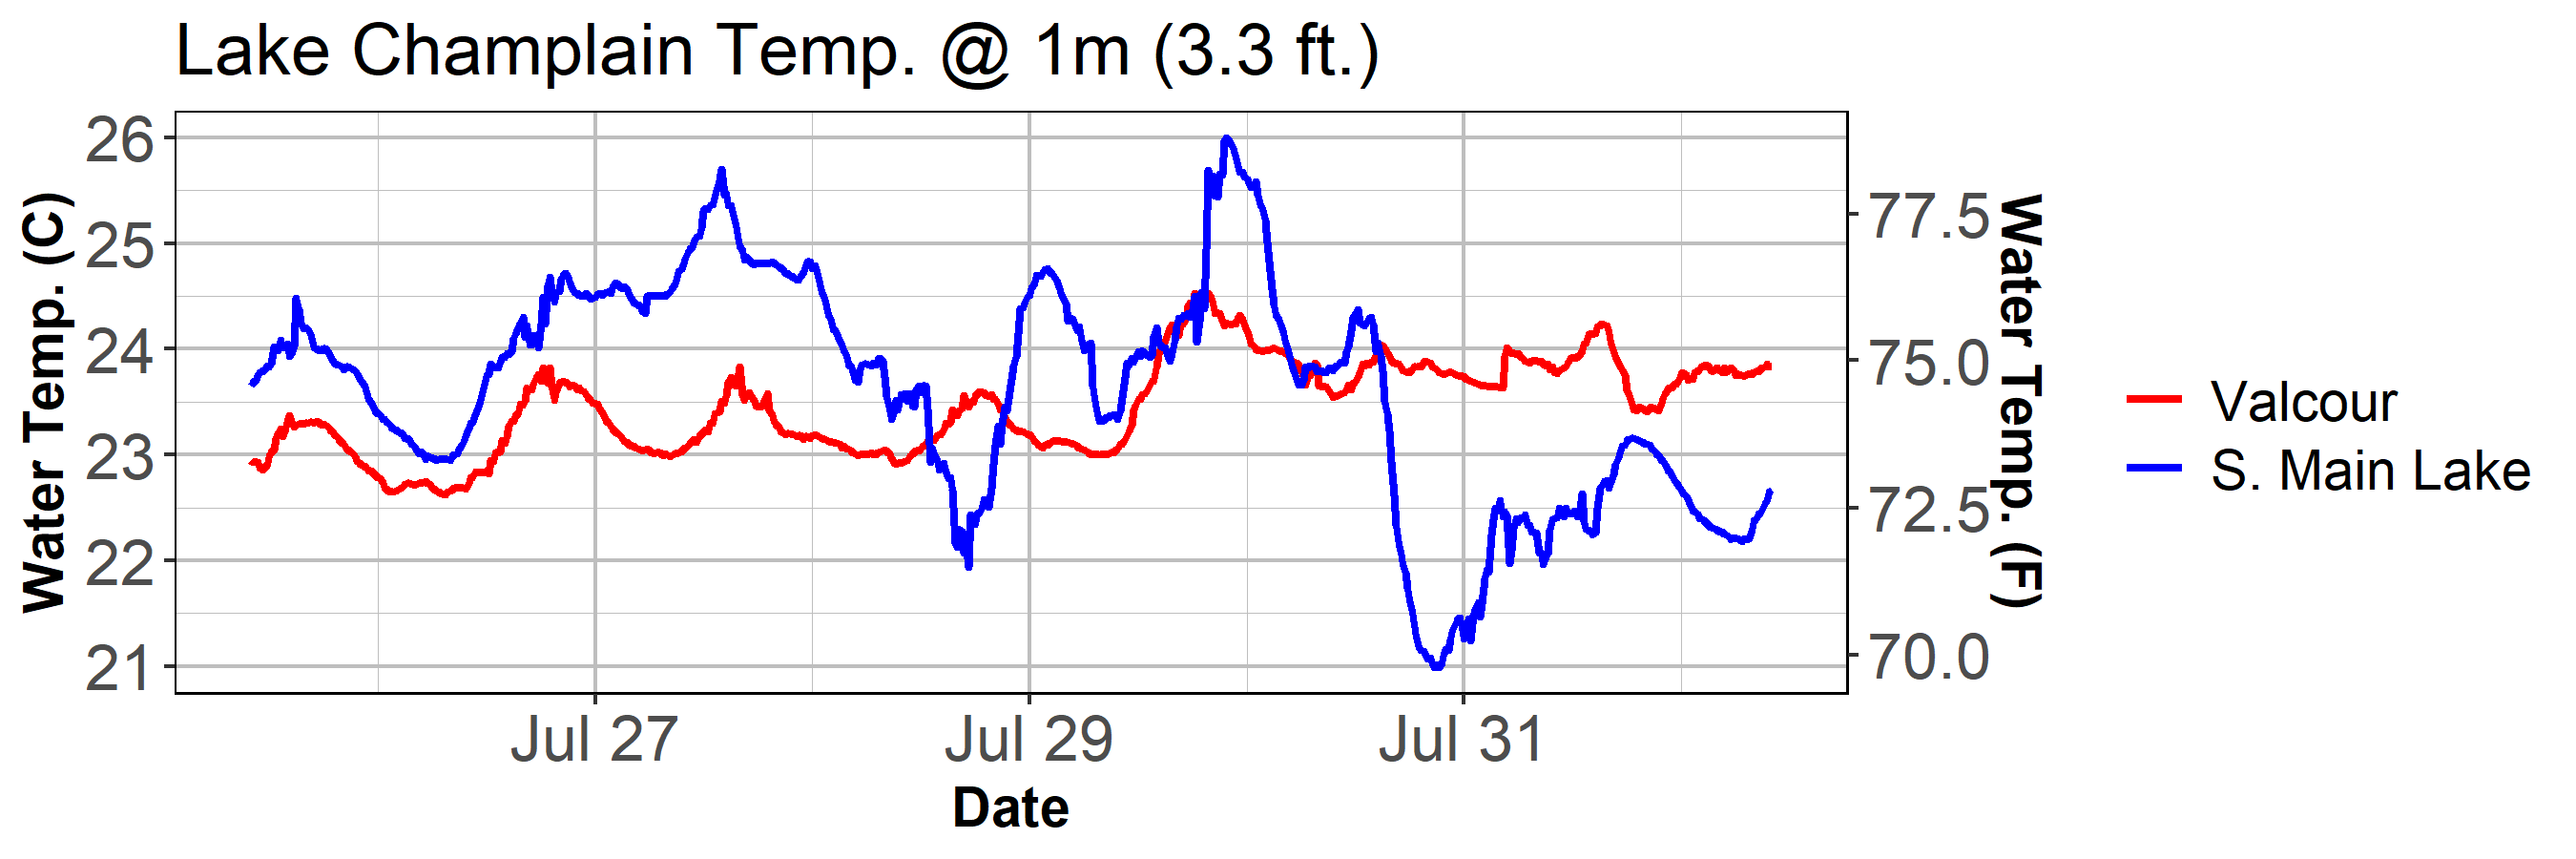 Lake Champlain Temp. @ 1m (3.3 ft.)
Water Temp. (C)
26
25
24
23
22
21
77.5
75.0
72.5
70.0
Water Temp. (F)
Jul 27
Jul 29
Jul 31
Date
Valcour
S. Main Lake